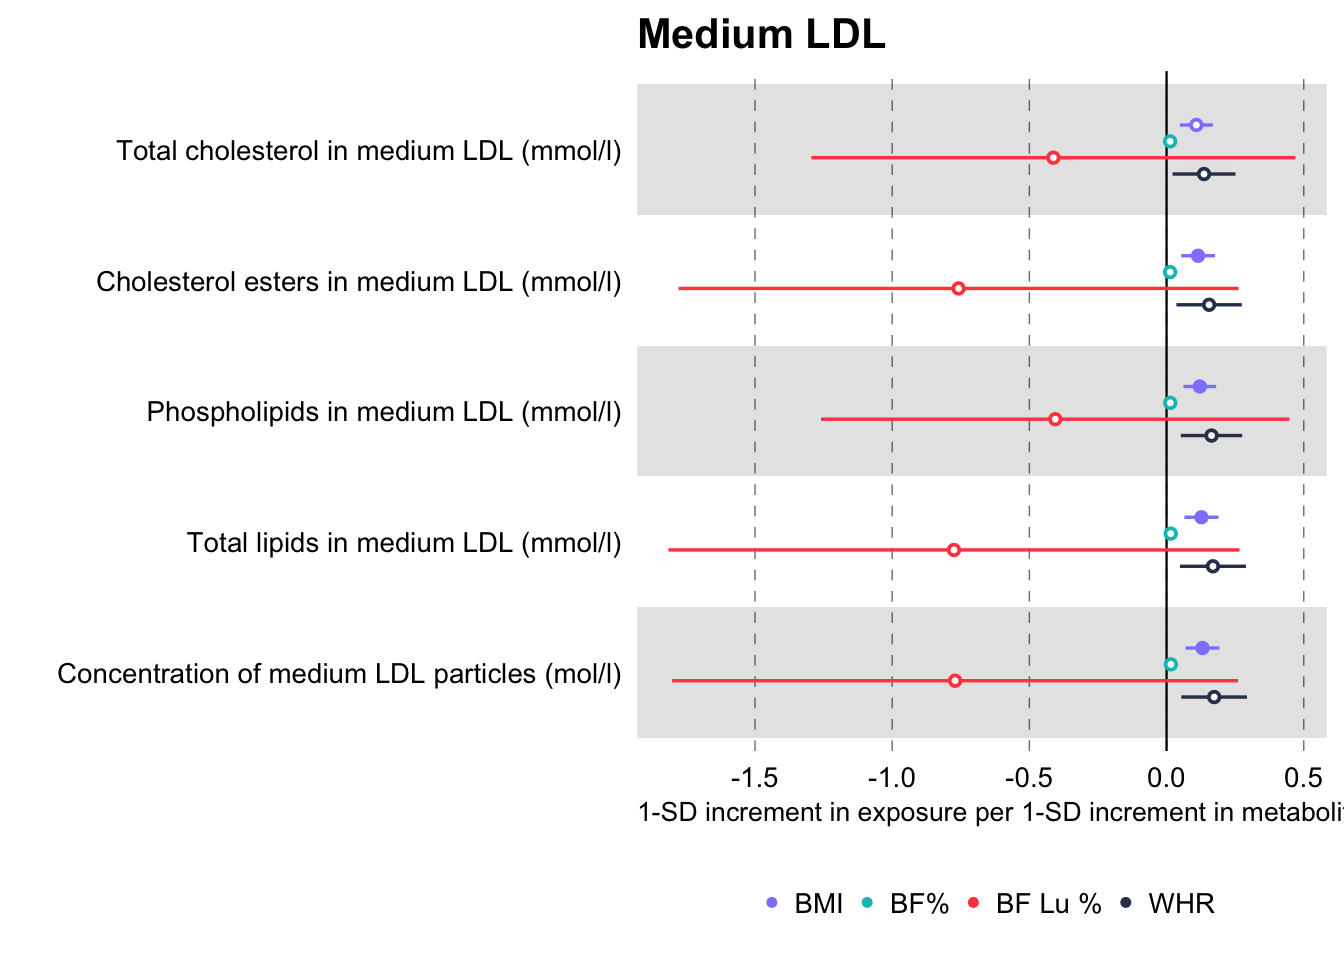 Medium LDL
Total cholesterol in medium LDL (mmol/l)
Cholesterol esters in medium LDL (mmol/l)
Phospholipids in medium LDL (mmol/l)
Total lipids in medium LDL (mmol/l)
Concentration of medium LDL particles (mol/l)
-1.5 -1.0 -0.5 0.0 0.5
1-SD increment in exposure per 1-SD increment in
BMI BF% BF Lu % WHR